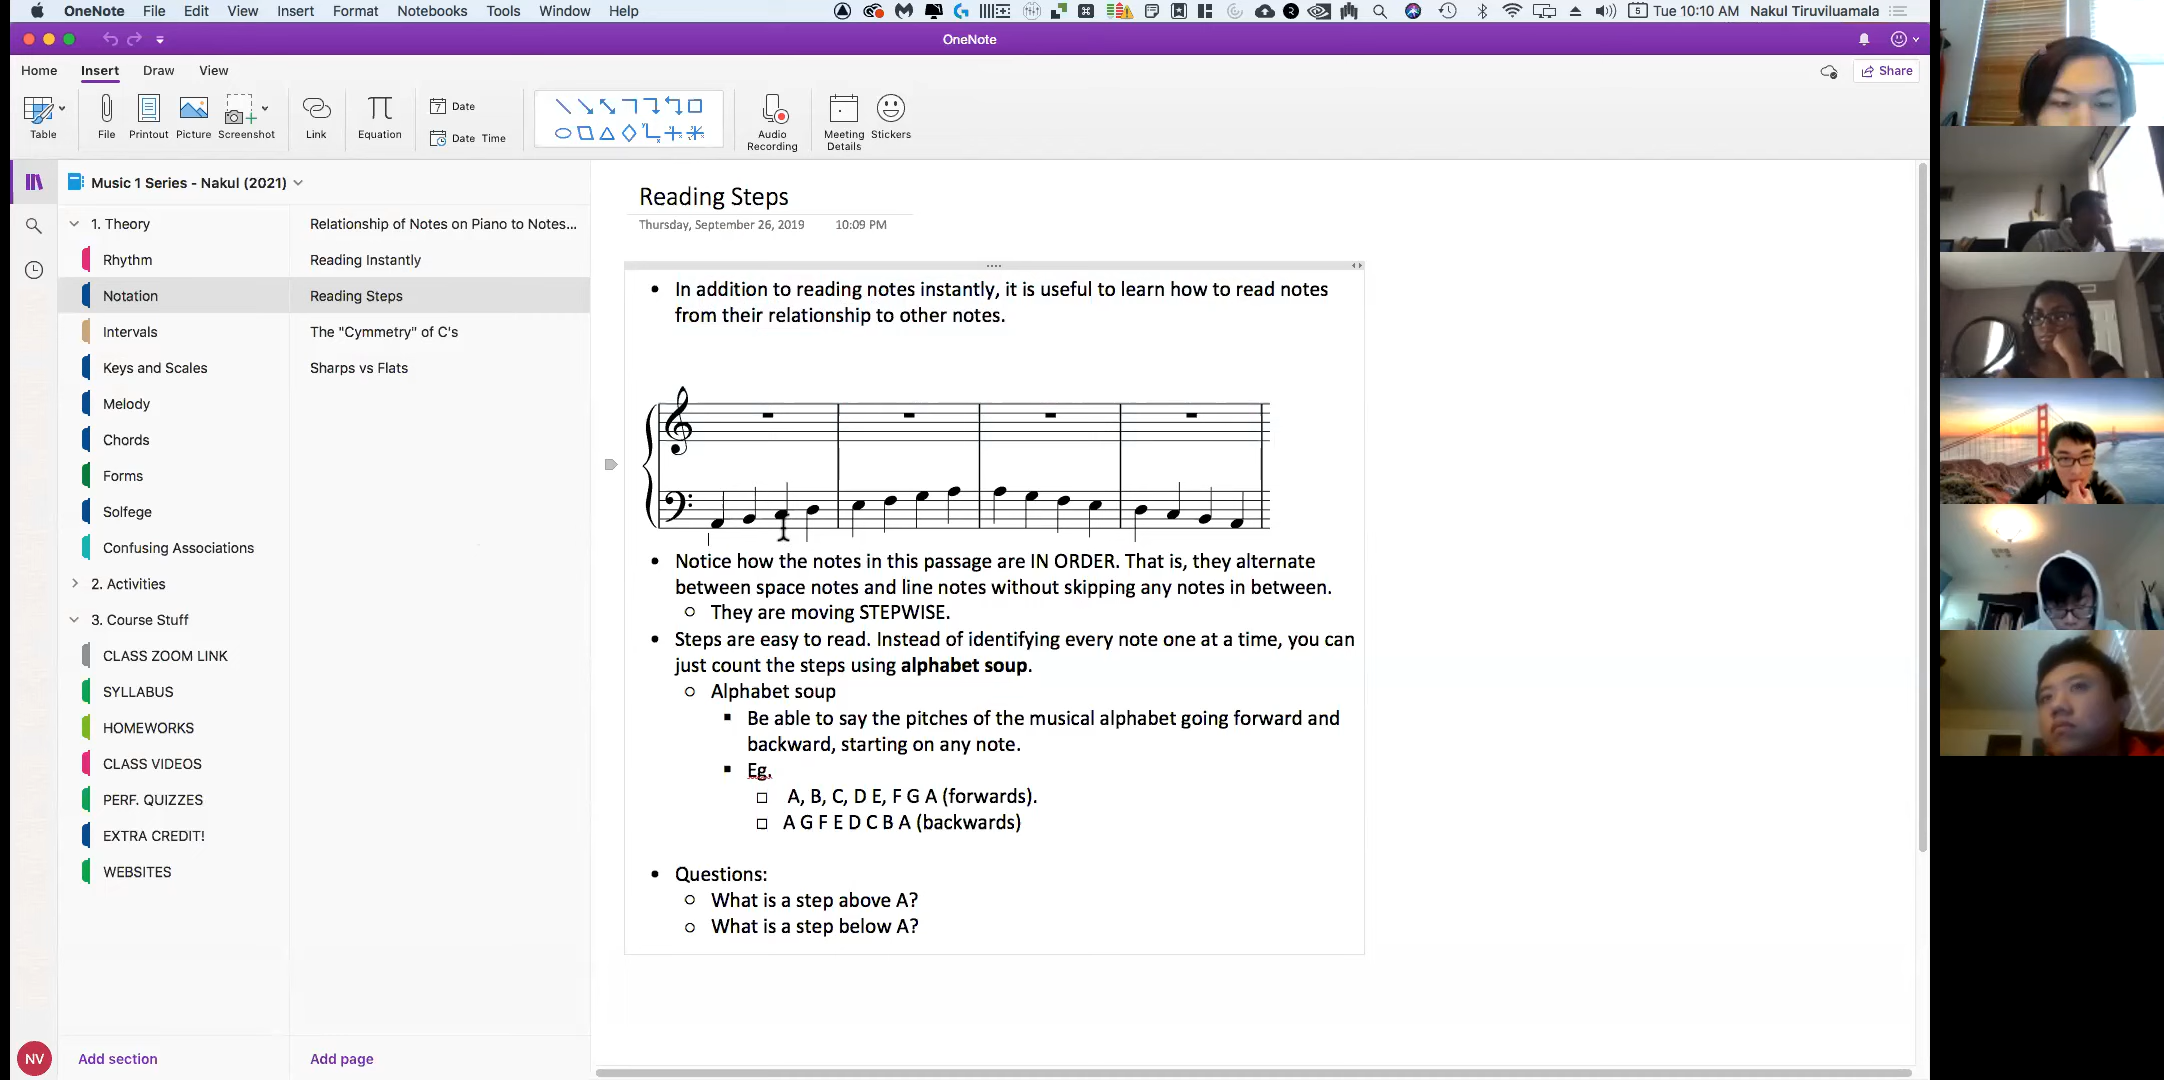 OneNote File Edit View Insert Format Notebooks Tools Window Help
Tue 10:10 AM Nakul Tiruviluamala
OneNote
Home Insert Draw View
Share
Table File Printout Picture Screenshot Link Equation
Date
Date Time
Audio Recording
Meeting Details
Stickers
Music 1 Series - Nakul (2021)
1. Theory
Rhythm
Notation
Intervals
Keys and Scales
Melody
Chords
Forms
Solfege
Confusing Associations
2. Activities
3. Course Stuff
CLASS ZOOM LINK
SYLLABUS
HOMEWORKS
CLASS VIDEOS
PERF. QUIZZES
EXTRA CREDIT!
WEBSITES
NV
Add section
Relationship of Notes on Piano to Notes...
Reading Instantly
Reading Steps
The "Cymmetry" of C's
Sharps vs Flats
Add page
Reading Steps
Thursday, September 26, 2019 10:09 PM
• In addition to reading notes instantly, it is useful to learn how to read notes
from their relationship to other notes.
• Notice how the notes in this passage are IN ORDER. That is, they alternate
between space notes and line notes without skipping any notes in between.
○ They are moving STEPWISE.
• Steps are easy to read. Instead of identifying every note one at a time, you can
just count the steps using alphabet soup.
○ Alphabet soup
▪ Be able to say the pitches of the musical alphabet going forward and
backward, starting on any note.
▪ Eg.
□ A, B, C, D E, F G A (forwards).
□ A G F E D C B A (backwards)
• Questions:
○ What is a step above A?
○ What is a step below A?